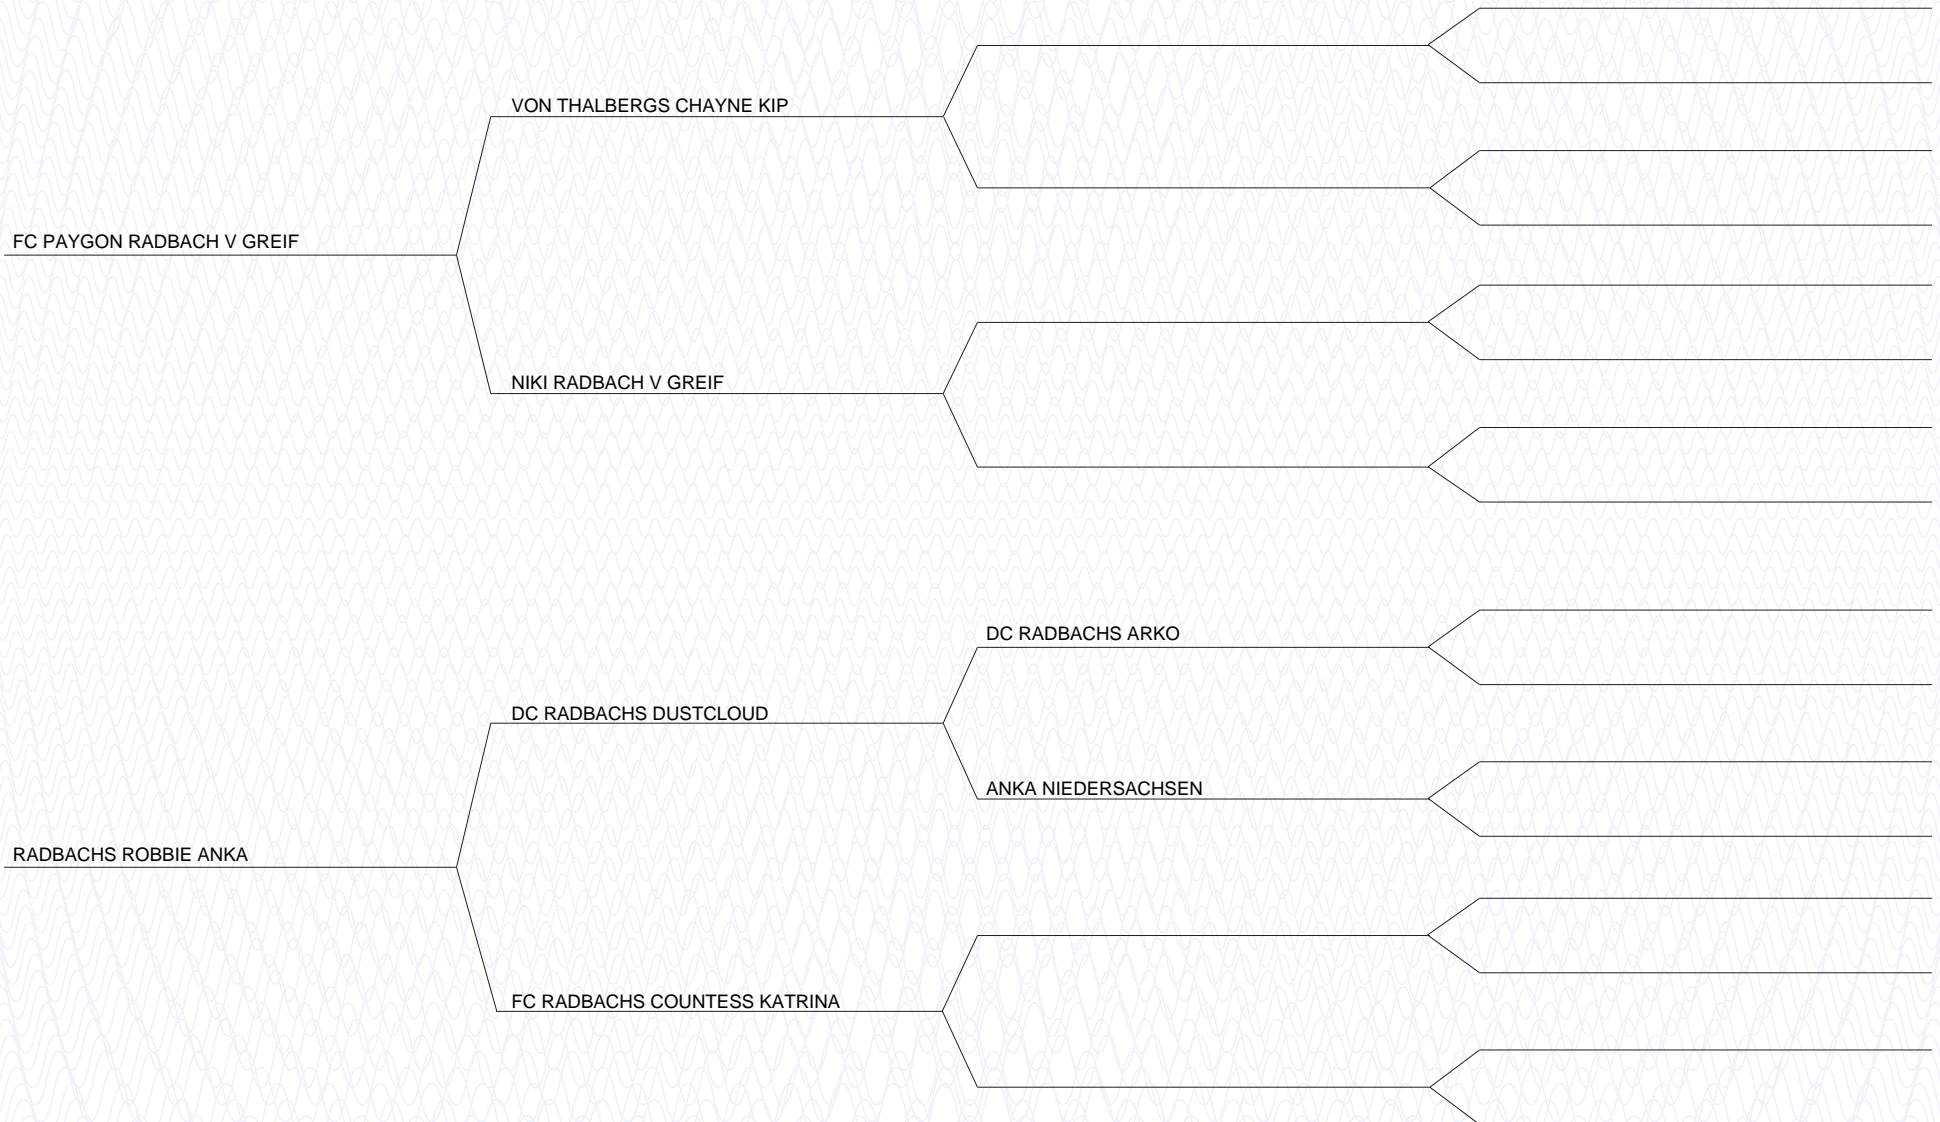 VON THALBERGS CHAYNE KIP
FC PAYGON RADBACH V GREIF
NIKI RADBACH V GREIF
DC RADBACHS ARKO
DC RADBACHS DUSTCLOUD
ANKA NIEDERSACHSEN
RADBACHS ROBBIE ANKA
FC RADBACHS COUNTESS KATRINA